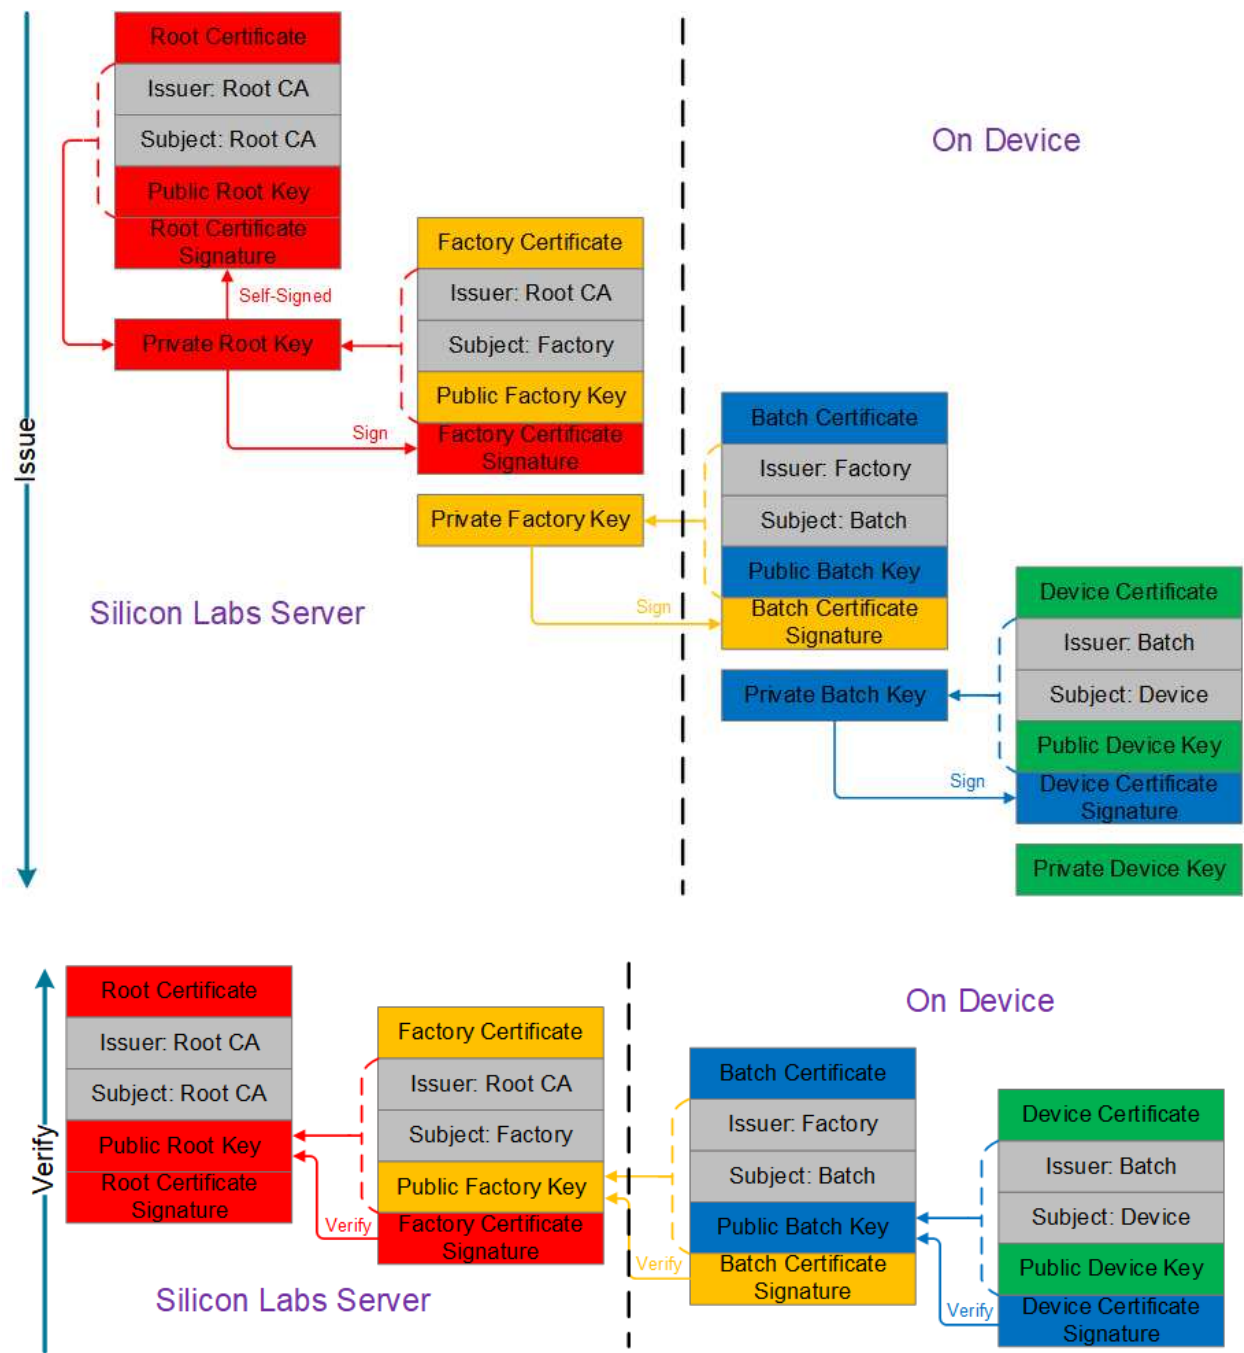 Root Certificate
Issuer: Root CA
Subject: Root CA
Public Root Key
Root Certificate
Signature
Self-Signed
Private Root Key
Sign
Factory Certificate
Issuer: Root CA
Subject: Factory
Public Factory Key
Factory Certificate
Signature
Private Factory Key
Sign
On Device
Batch Certificate
Issuer: Factory
Subject: Batch
Public Batch Key
Batch Certificate
Signature
Private Batch Key
Sign
Device Certificate
Issuer: Batch
Subject: Device
Public Device Key
Device Certificate
Signature
Private Device Key
Issue
Silicon Labs Server
Root Certificate
Issuer: Root CA
Subject: Root CA
Public Root Key
Root Certificate
Signature
Verify
Factory Certificate
Issuer: Root CA
Subject: Factory
Public Factory Key
Factory Certificate
Signature
Verify
On Device
Batch Certificate
Issuer: Factory
Subject: Batch
Public Batch Key
Batch Certificate
Signature
Verify
Device Certificate
Issuer: Batch
Subject: Device
Public Device Key
Device Certificate
Signature
Verify
Silicon Labs Server